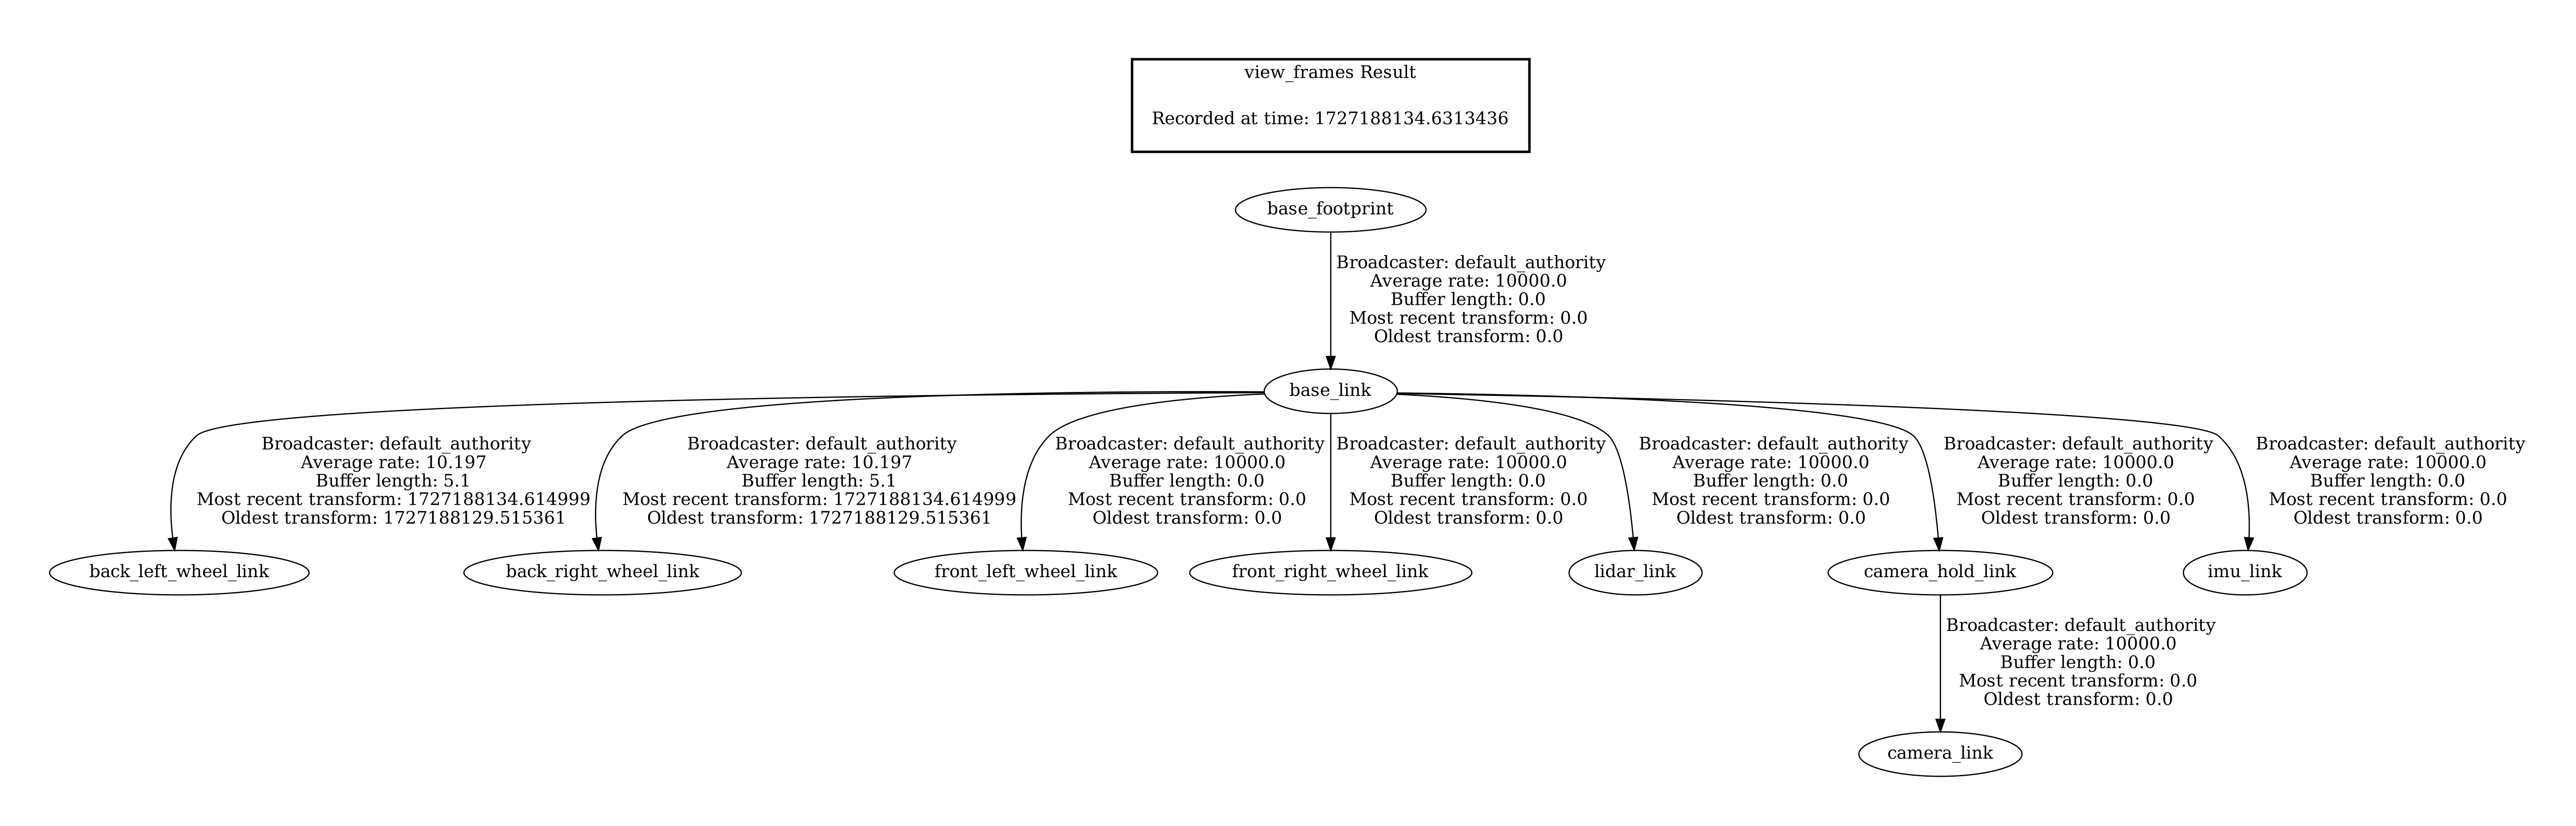 view_frames Result
Recorded at time: 1727188134.6313436
base_footprint
Broadcaster: default_authority
Average rate: 10000.0
Buffer length: 0.0
Most recent transform: 0.0
Oldest transform: 0.0
base_link
Broadcaster: default_authority
Average rate: 10.197
Buffer length: 5.1
Most recent transform: 1727188134.614999
Oldest transform: 1727188129.515361
Broadcaster: default_authority
Average rate: 10.197
Buffer length: 5.1
Most recent transform: 1727188134.614999
Oldest transform: 1727188129.515361
Broadcaster: default_authority
Average rate: 10000.0
Buffer length: 0.0
Most recent transform: 0.0
Oldest transform: 0.0
Broadcaster: default_authority
Average rate: 10000.0
Buffer length: 0.0
Most recent transform: 0.0
Oldest transform: 0.0
Broadcaster: default_authority
Average rate: 10000.0
Buffer length: 0.0
Most recent transform: 0.0
Oldest transform: 0.0
Broadcaster: default_authority
Average rate: 10000.0
Buffer length: 0.0
Most recent transform: 0.0
Oldest transform: 0.0
Broadcaster: default_authority
Average rate: 10000.0
Buffer length: 0.0
Most recent transform: 0.0
Oldest transform: 0.0
back_left_wheel_link
back_right_wheel_link
front_left_wheel_link
front_right_wheel_link
lidar_link
camera_hold_link
imu_link
Broadcaster: default_authority
Average rate: 10000.0
Buffer length: 0.0
Most recent transform: 0.0
Oldest transform: 0.0
camera_link